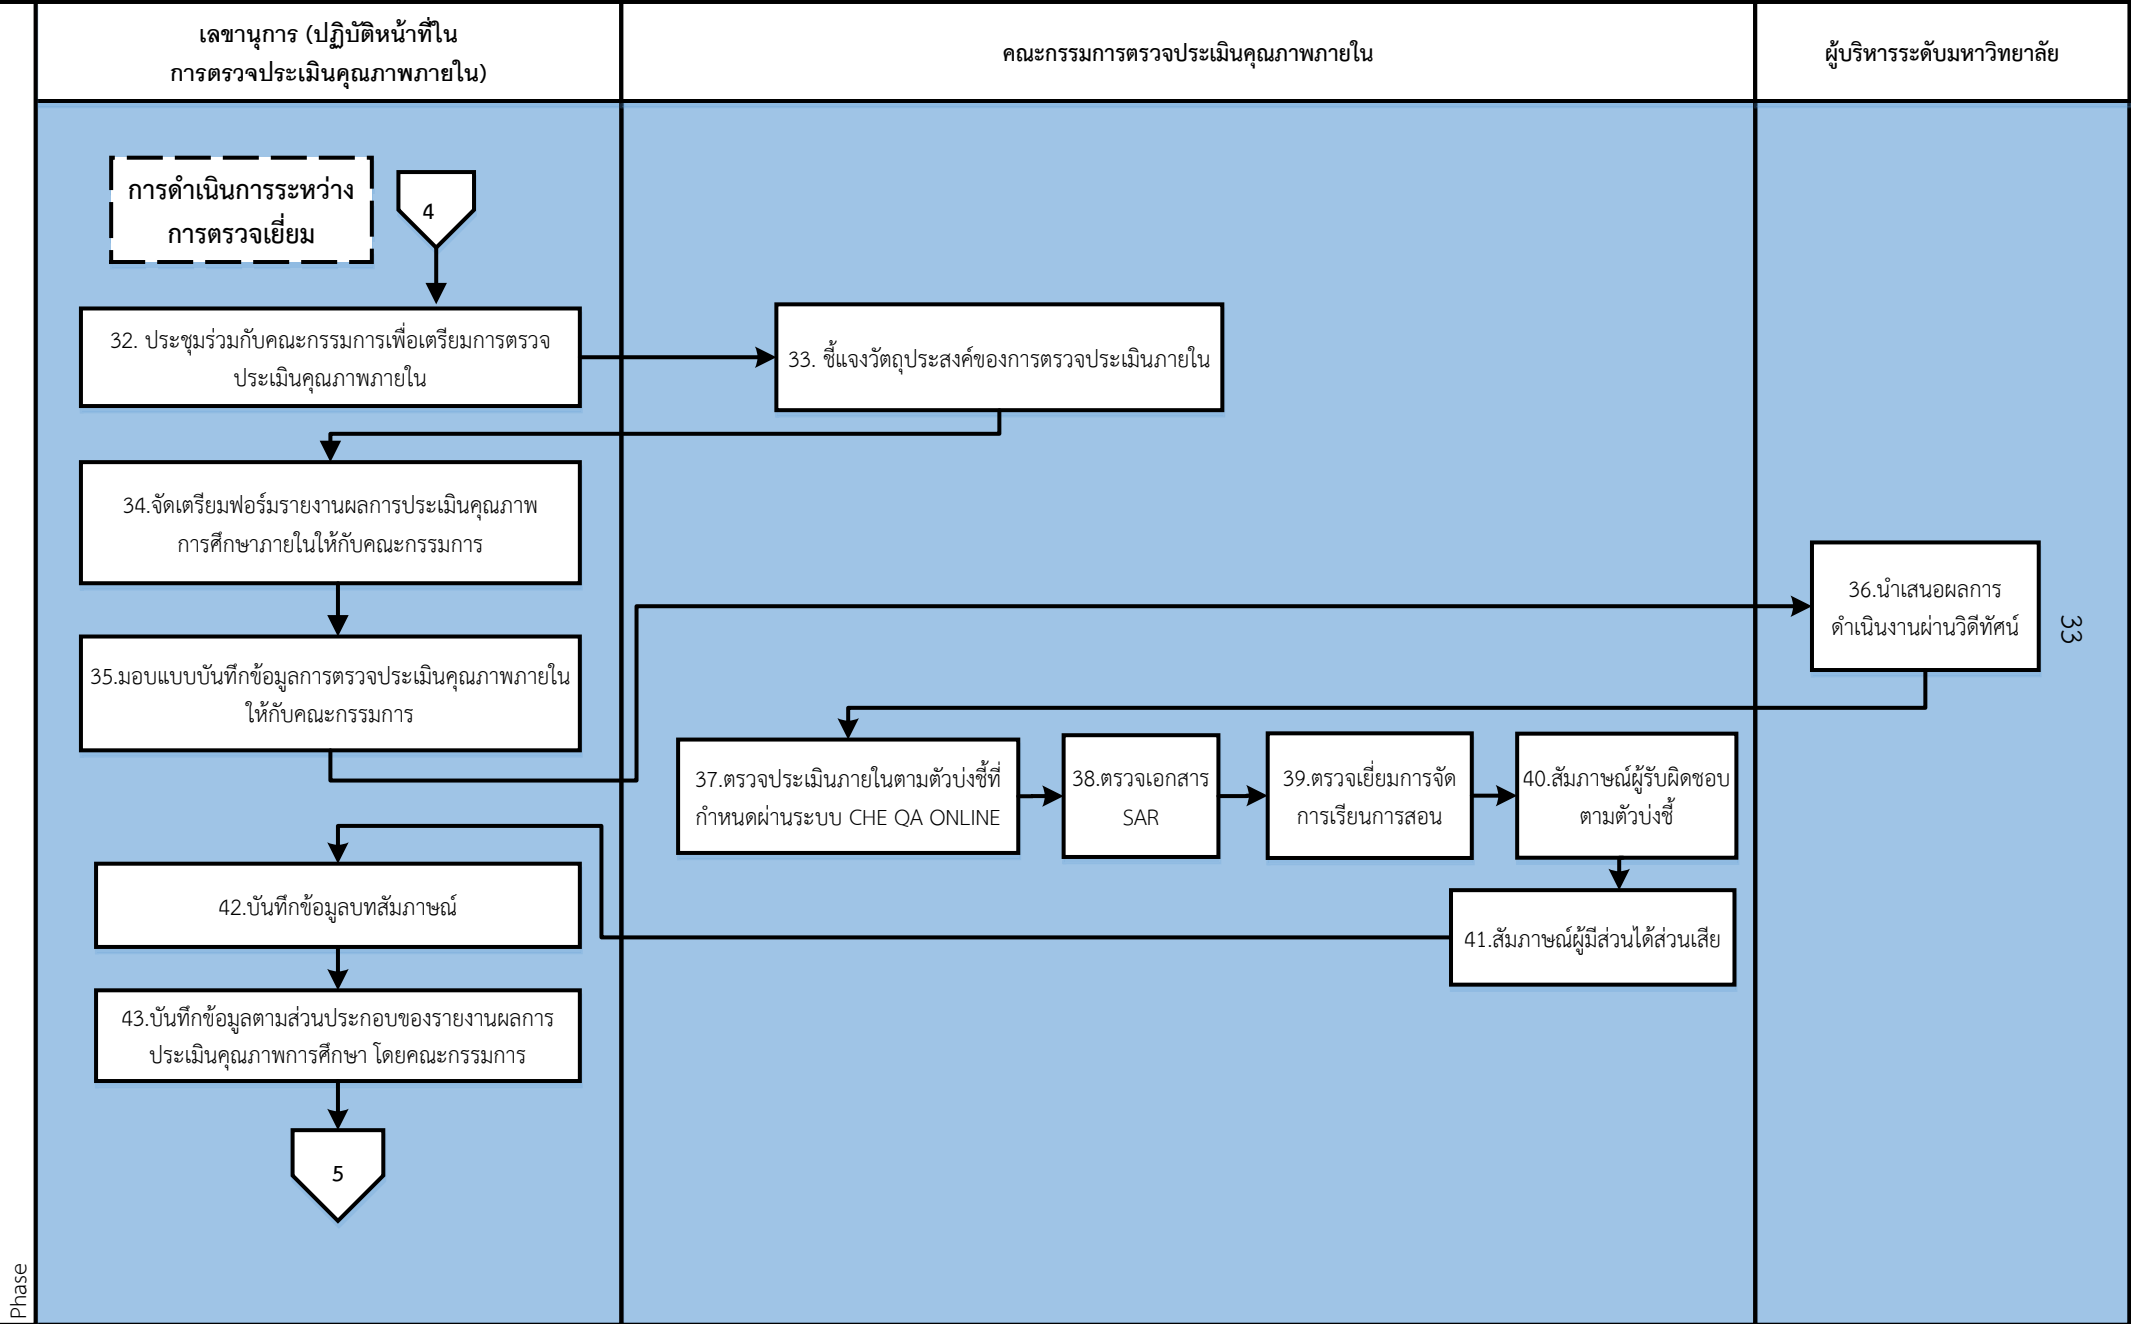 เลขานุการ (ปฏิบัติหน้าที่ใน
การตรวจประเมินคุณภาพภายใน)
คณะกรรมการตรวจประเมินคุณภาพภายใน
ผู้บริหารระดับมหาวิทยาลัย
การดำเนินการระหว่าง
การตรวจเยี่ยม
4
32. ประชุมร่วมกับคณะกรรมการเพื่อเตรียมการตรวจ
ประเมินคุณภาพภายใน
33. ชี้แจงวัตถุประสงค์ของการตรวจประเมินภายใน
34.จัดเตรียมฟอร์มรายงานผลการประเมินคุณภาพ
การศึกษาภายในให้กับคณะกรรมการ
35.มอบแบบบันทึกข้อมูลการตรวจประเมินคุณภาพภายใน
ให้กับคณะกรรมการ
36.นำเสนอผลการ
ดำเนินงานผ่านวิดีทัศน์
33
37.ตรวจประเมินภายในตามตัวบ่งชี้ที่
กำหนดผ่านระบบ CHE QA ONLINE
38.ตรวจเอกสาร
SAR
39.ตรวจเยี่ยมการจัด
การเรียนการสอน
40.สัมภาษณ์ผู้รับผิดชอบ
ตามตัวบ่งชี้
41.สัมภาษณ์ผู้มีส่วนได้ส่วนเสีย
42.บันทึกข้อมูลบทสัมภาษณ์
43.บันทึกข้อมูลตามส่วนประกอบของรายงานผลการ
ประเมินคุณภาพการศึกษา โดยคณะกรรมการ
5
Phase